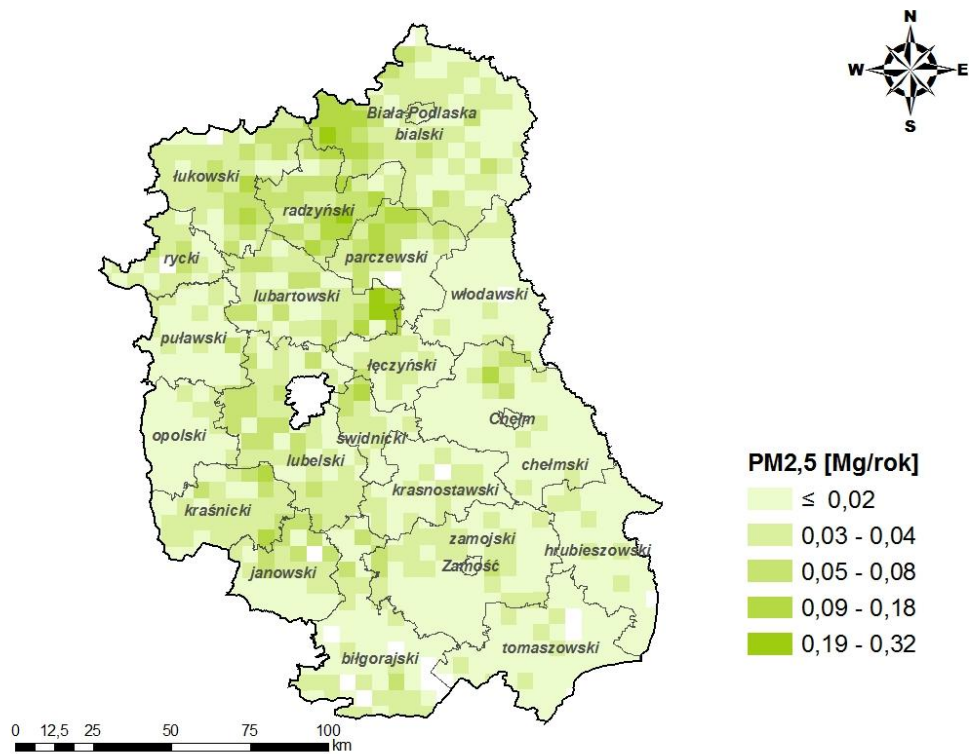 N
W E
S
Biała Podlaska
bialski
łukowski
radzyński
rycki
parczewski
lubartowski
włodawski
puławski
łęczyński
Chełm
opolski
świdnicki
lubelski
chełmski
krasnostawski
kraśnicki
zamojski
hrubieszowski
Zamość
janowski
tomaszowski
biłgorajski
PM2,5 [Mg/rok]
≤ 0,02
0,03 - 0,04
0,05 - 0,08
0,09 - 0,18
0,19 - 0,32
0 12,5 25 50 75 100
km